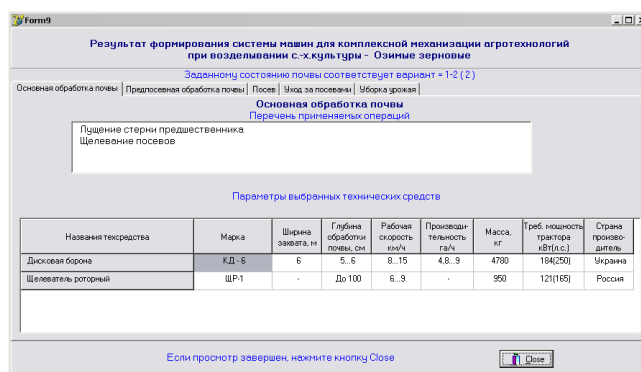 Form9
Результат формирования системы машин для комплексной механизации агротехнологий
при возделывании с.-х.культуры - Озимые зерновые
Заданному состоянию почвы соответствует вариант = 1-2 ( 2 )
Основная обработка почвы | Предпосевная обработка почвы | Посев | Уход за посевами | Уборка урожая
Основная обработка почвы
Перечень применяемых операций
Лущение стерни предшественника
Щелевание посевов
Параметры выбранных технических средств
Названия техсредства | Марка | Ширина захвата, м | Глубина обработки почвы, см | Рабочая скорость км/ч | Производи- тельность га/ч | Масса, кг | Треб. мощность трактора кВт(л.с.) | Страна произво- дитель
Дисковая борона | КД - 6 | 6 | 5...6 | 8...15 | 4,8...9 | 4780 | 184(250) | Украина
Щелеватель роторный | ЩР-1 | - | До 100 | 6...9 | - | 950 | 121(165) | Россия
Если просмотр завершен, нажмите кнопку Close
Close